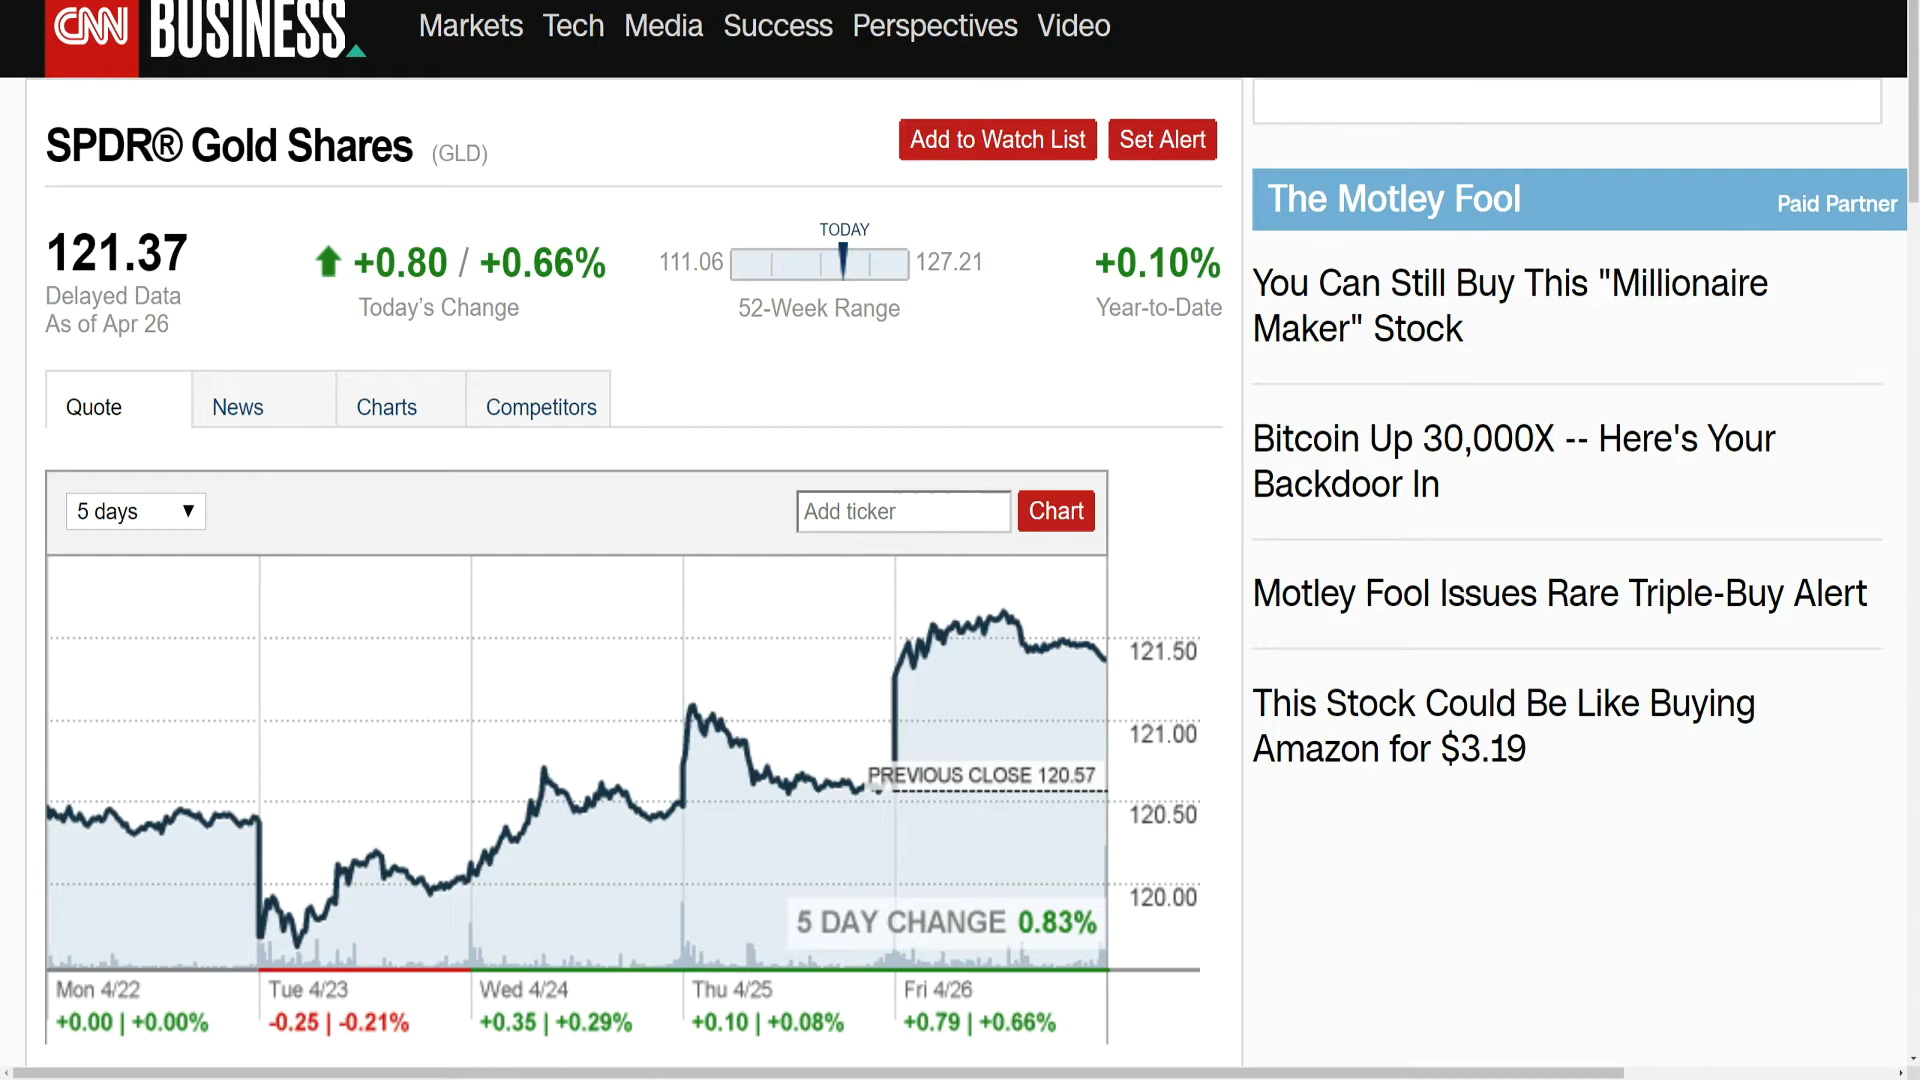 CNN BUSINESS
Markets Tech Media Success Perspectives Video
SPDR® Gold Shares (GLD)
Add to Watch List Set Alert
121.37
Delayed Data
As of Apr 26
+0.80 / +0.66%
Today's Change
TODAY
111.06 127.21
52-Week Range
+0.10%
Year-to-Date
Quote News Charts Competitors
5 days ▼
Add ticker Chart
121.50
121.00
PREVIOUS CLOSE 120.57
120.50
120.00
5 DAY CHANGE 0.83%
Mon 4/22 Tue 4/23 Wed 4/24 Thu 4/25 Fri 4/26
+0.00 | +0.00% -0.25 | -0.21% +0.35 | +0.29% +0.10 | +0.08% +0.79 | +0.66%
The Motley Fool Paid Partner
You Can Still Buy This "Millionaire
Maker" Stock
Bitcoin Up 30,000X -- Here's Your
Backdoor In
Motley Fool Issues Rare Triple-Buy Alert
This Stock Could Be Like Buying
Amazon for $3.19